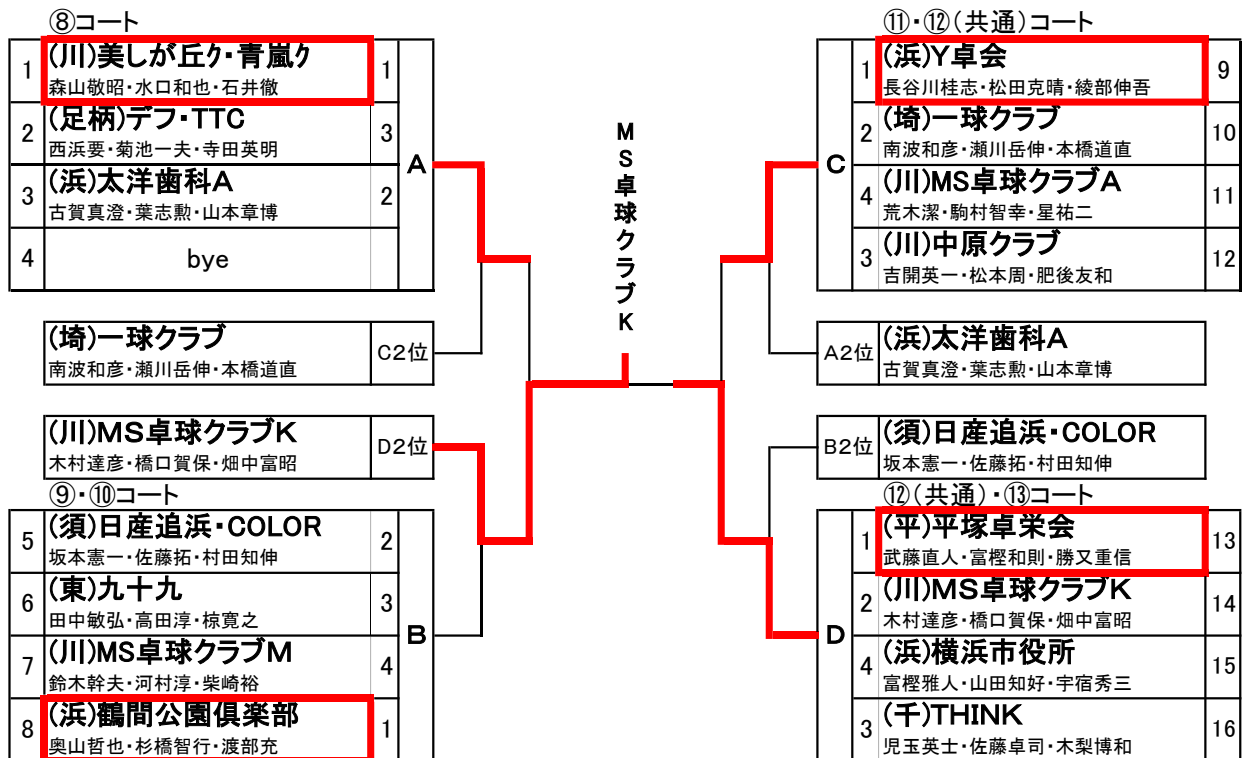 ⑧コート
1 (川)美しが丘ク・青嵐ク 1
森山敬昭・水口和也・石井徹
2 (足柄)デフ・TTC 3
西浜要・菊池一夫・寺田英明
3 (浜)太洋歯科A 2
古賀真澄・葉志勲・山本章博
4 bye
A
(埼)一球クラブ C2位
南波和彦・瀬川岳伸・本橋道直
(川)MS卓球クラブK D2位
木村達彦・橋口賀保・畑中富昭
⑨・⑩コート
5 (須)日産追浜・COLOR 2
坂本憲一・佐藤拓・村田知伸
6 (東)九十九 3
田中敏弘・高田淳・椋寛之
7 (川)MS卓球クラブM 4
鈴木幹夫・河村淳・柴崎裕
8 (浜)鶴間公園倶楽部 1
奥山哲也・杉橋智行・渡部充
B
MS卓球クラブK
⑪・⑫(共通)コート
1 (浜)Y卓会 9
長谷川桂志・松田克晴・綾部伸吾
2 (埼)一球クラブ 10
南波和彦・瀬川岳伸・本橋道直
4 (川)MS卓球クラブA 11
荒木潔・駒村智幸・星祐二
3 (川)中原クラブ 12
吉開英一・松本周・肥後友和
C
A2位 (浜)太洋歯科A
古賀真澄・葉志勲・山本章博
B2位 (須)日産追浜・COLOR
坂本憲一・佐藤拓・村田知伸
⑫(共通)・⑬コート
1 (平)平塚卓栄会 13
武藤直人・富樫和則・勝又重信
2 (川)MS卓球クラブK 14
木村達彦・橋口賀保・畑中富昭
4 (浜)横浜市役所 15
富樫雅人・山田知好・宇宿秀三
3 (千)THINK 16
児玉英士・佐藤卓司・木梨博和
D